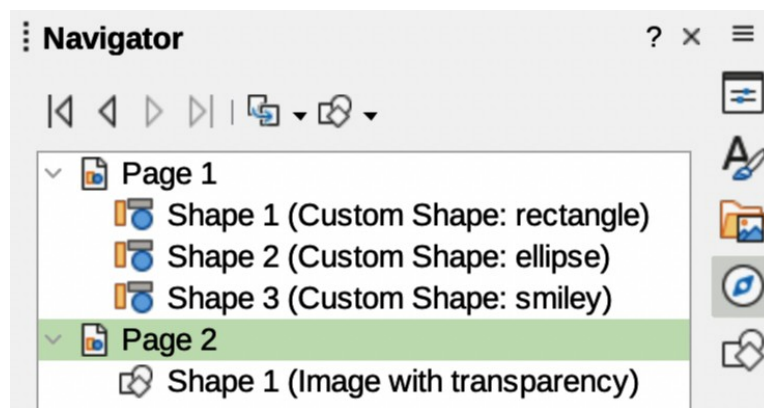 Navigator
?
Page 1
Shape 1 (Custom Shape: rectangle)
Shape 2 (Custom Shape: ellipse)
Shape 3 (Custom Shape: smiley)
Page 2
Shape 1 (Image with transparency)